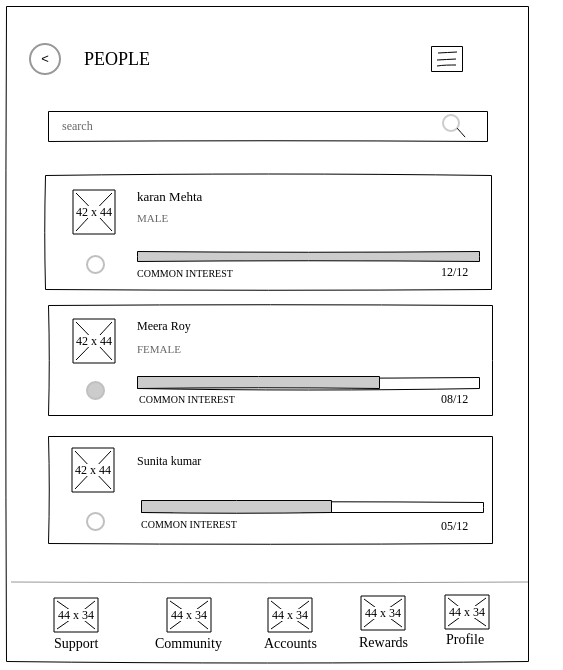 < PEOPLE
search
42 x 44
karan Mehta
MALE
COMMON INTEREST 12/12
42 x 44
Meera Roy
FEMALE
COMMON INTEREST 08/12
42 x 44
Sunita kumar
COMMON INTEREST 05/12
44 x 34 44 x 34 44 x 34 44 x 34 44 x 34
Support Community Accounts Rewards Profile